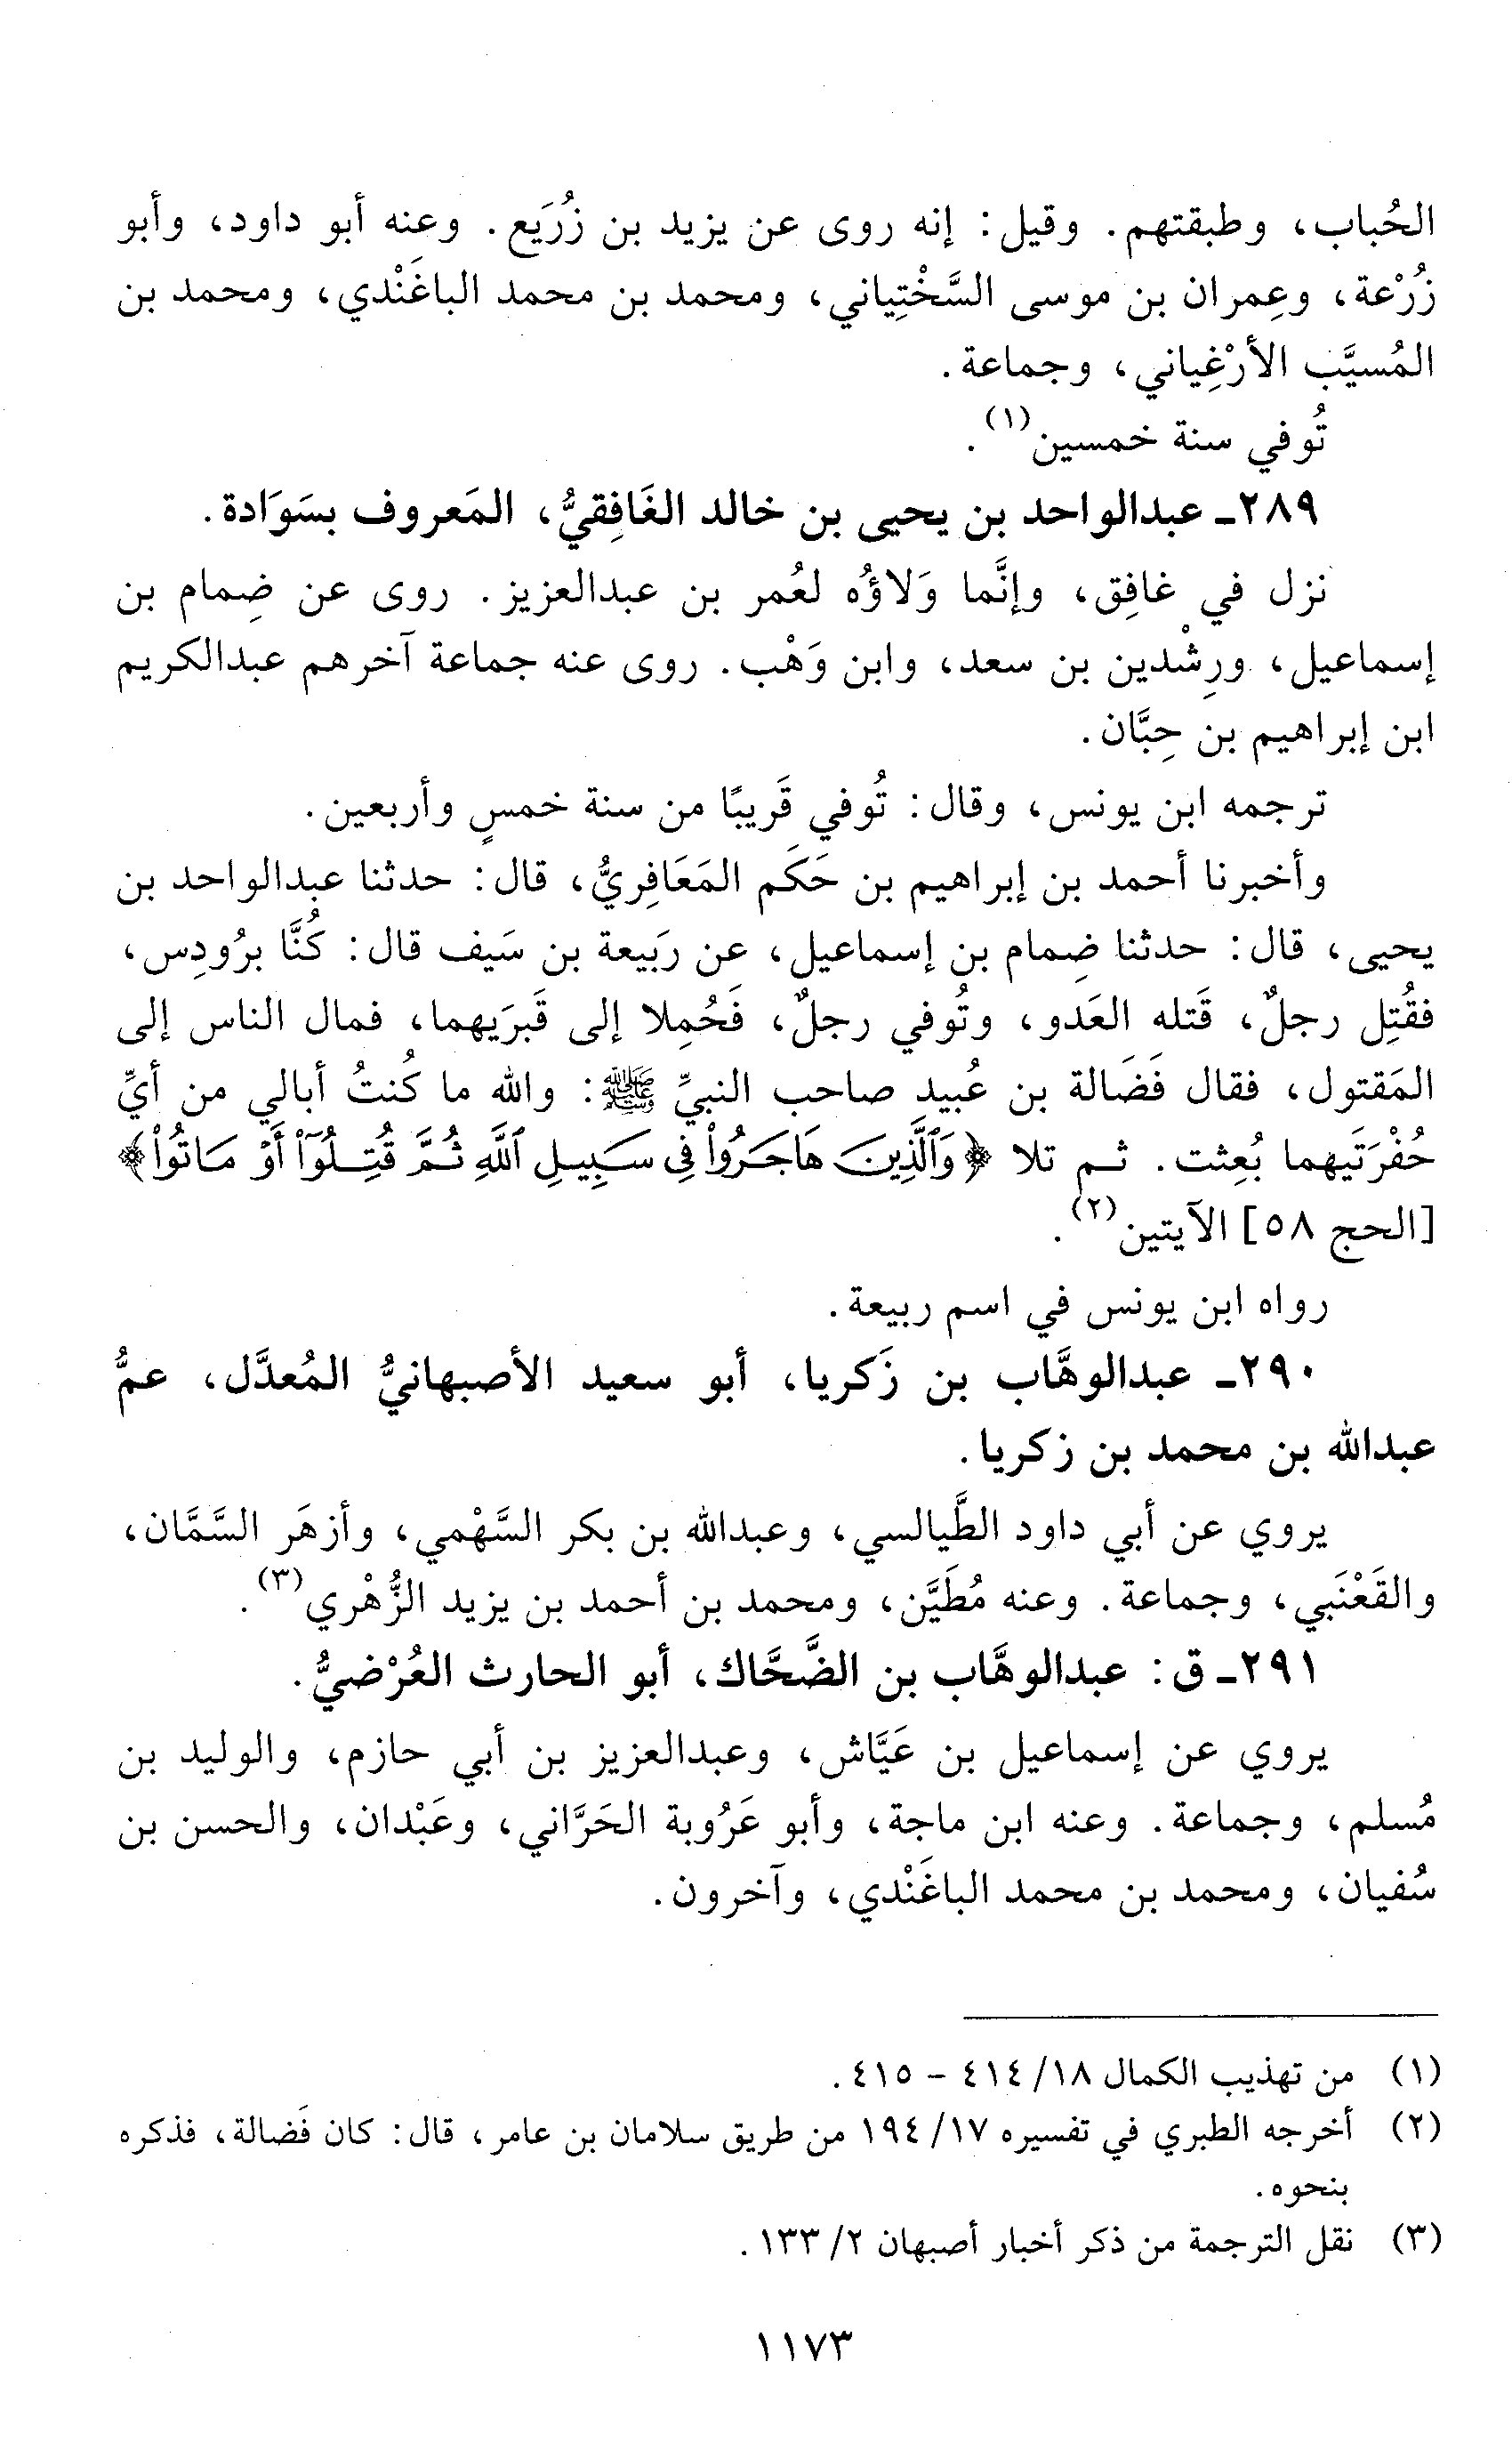 الحُباب، وطبقتهم. وقيل: إنه روى عن يزيد بن زُرَيع. وعنه أبو داود، وأبو
زُرْعة، وعِمران بن موسى السَّخْتِياني، ومحمد بن محمد الباغَنْدي، ومحمد بن
المُسيَّب الأرْغِياني، وجماعة.
تُوفي سنة خمسين(١).
٢٨٩ـ عبدالواحد بن يحيى بن خالد الغَافِقيُّ، المَعروف بسَوَادة.
نزل في غافِق، وإنَّما وَلاؤُه لعُمر بن عبدالعزيز. روى عن ضِمام بن
إسماعيل، ورِشْدين بن سعد، وابن وَهْب. روى عنه جماعة آخرهم عبدالكريم
ابن إبراهيم بن حِبَّان.
ترجمه ابن يونس، وقال: تُوفي قَريبًا من سنة خمسٍ وأربعين.
وأخبرنا أحمد بن إبراهيم بن حَكَم المَعَافِريُّ، قال: حدثنا عبدالواحد بن
يحيى، قال: حدثنا ضِمام بن إسماعيل، عن رَبيعة بن سَيف قال: كُنَّا برُودِس،
فقُتِل رجلٌ، قَتله العَدو، وتُوفي رجلٌ، فَحُمِلا إلى قَبرَيهما، فمال الناس إلى
المَقتول، فقال فَضَالة بن عُبيد صاحب النبيِّ ﷺ: والله ما كُنتُ أبالي من أيِّ
حُفْرَتَيهما بُعِثت. ثم تلا ﴿وَٱلَّذِينَ هَاجَرُواْ فِى سَبِيلِ ٱللَّهِ ثُمَّ قُتِلُوٓاْ أَوْ مَاتُواْ﴾
[الحج ٥٨] الآيتين(٢).
رواه ابن يونس في اسم ربيعة.
٢٩٠ـ عبدالوهَّاب بن زَكريا، أبو سعيد الأصبهانيُّ المُعدَّل، عمُّ
عبدالله بن محمد بن زكريا.
يروي عن أبي داود الطَّيالسي، وعبدالله بن بكر السَّهْمي، وأزهَر السَّمَّان،
والقَعْنَبي، وجماعة. وعنه مُطَيَّن، ومحمد بن أحمد بن يزيد الزُّهْري(٣).
٢٩١ـ ق: عبدالوهَّاب بن الضَّحَّاك، أبو الحارث العُرْضيُّ.
يروي عن إسماعيل بن عَيَّاش، وعبدالعزيز بن أبي حازم، والوليد بن
مُسلم، وجماعة. وعنه ابن ماجة، وأبو عَرُوبة الحَرَّاني، وعَبْدان، والحسن بن
سُفيان، ومحمد بن محمد الباغَنْدي، وآخرون.
(١) من تهذيب الكمال ١٨/ ٤١٤ - ٤١٥.
(٢) أخرجه الطبري في تفسيره ١٧/ ١٩٤ من طريق سلامان بن عامر، قال: كان فَضالة، فذكره
بنحوه.
(٣) نقل الترجمة من ذكر أخبار أصبهان ٢/ ١٣٣.
١١٧٣